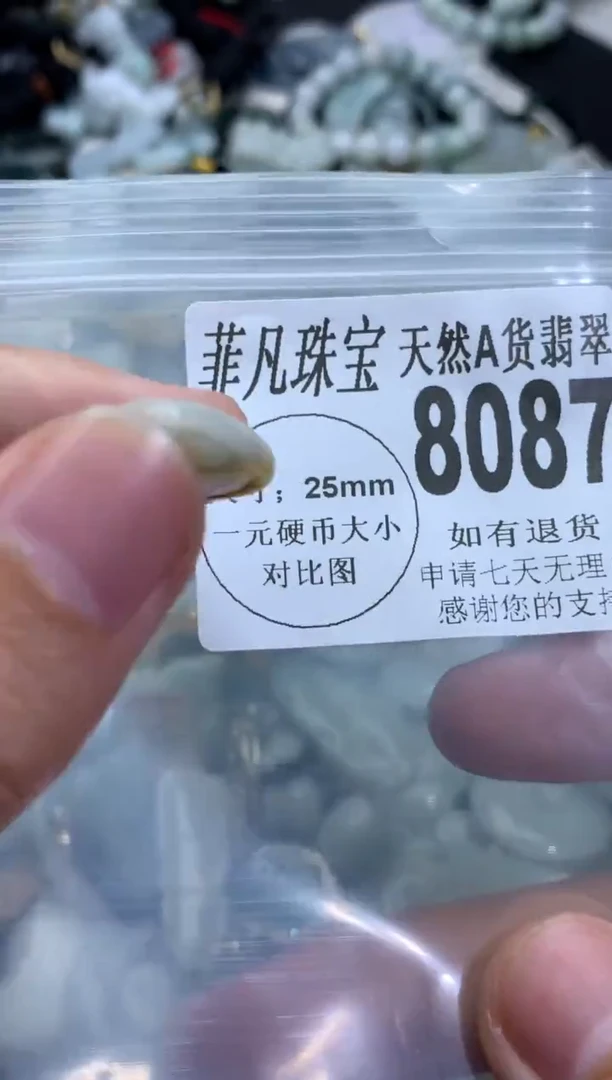 菲凡珠宝 天然A货翡翠
8087
；25mm
一元硬币大小
对比图
如有退货
申请七天无理
感谢您的支持